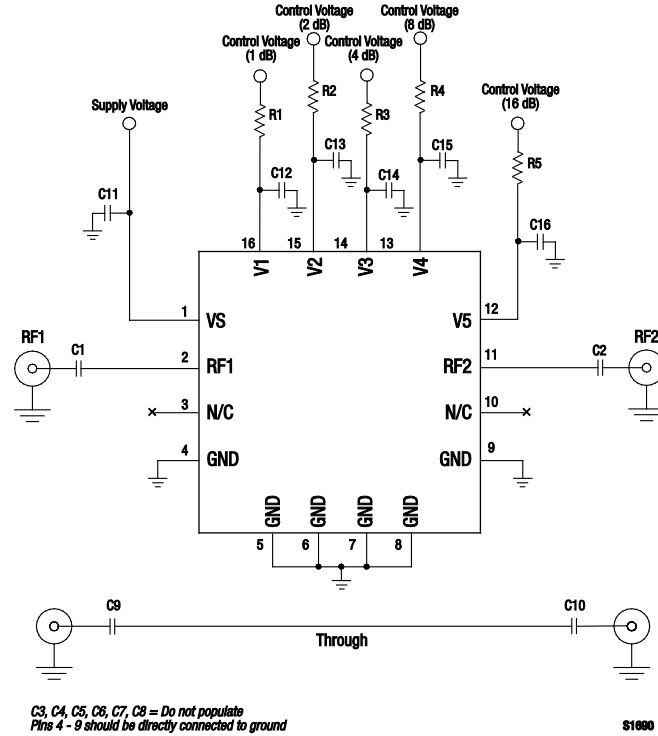 Control Voltage
(2 dB)
Control Voltage
(8 dB)
Control Voltage
(1 dB)
Control Voltage
(4 dB)
R2
R4
Control Voltage
(16 dB)
Supply Voltage
R1
R3
C13
C15
R5
C12
C14
C11
C16
16
15
14
13
V1
V2
V3
V4
1
VS
V5
12
RF1
C1
2
RF1
RF2
11
C2
RF2
3
N/C
N/C
10
4
GND
GND
9
GND
GND
GND
GND
5
6
7
8
C9
C10
Through
C3, C4, C5, C6, C7, C8 = Do not populate
Pins 4 - 9 should be directly connected to ground
S1690